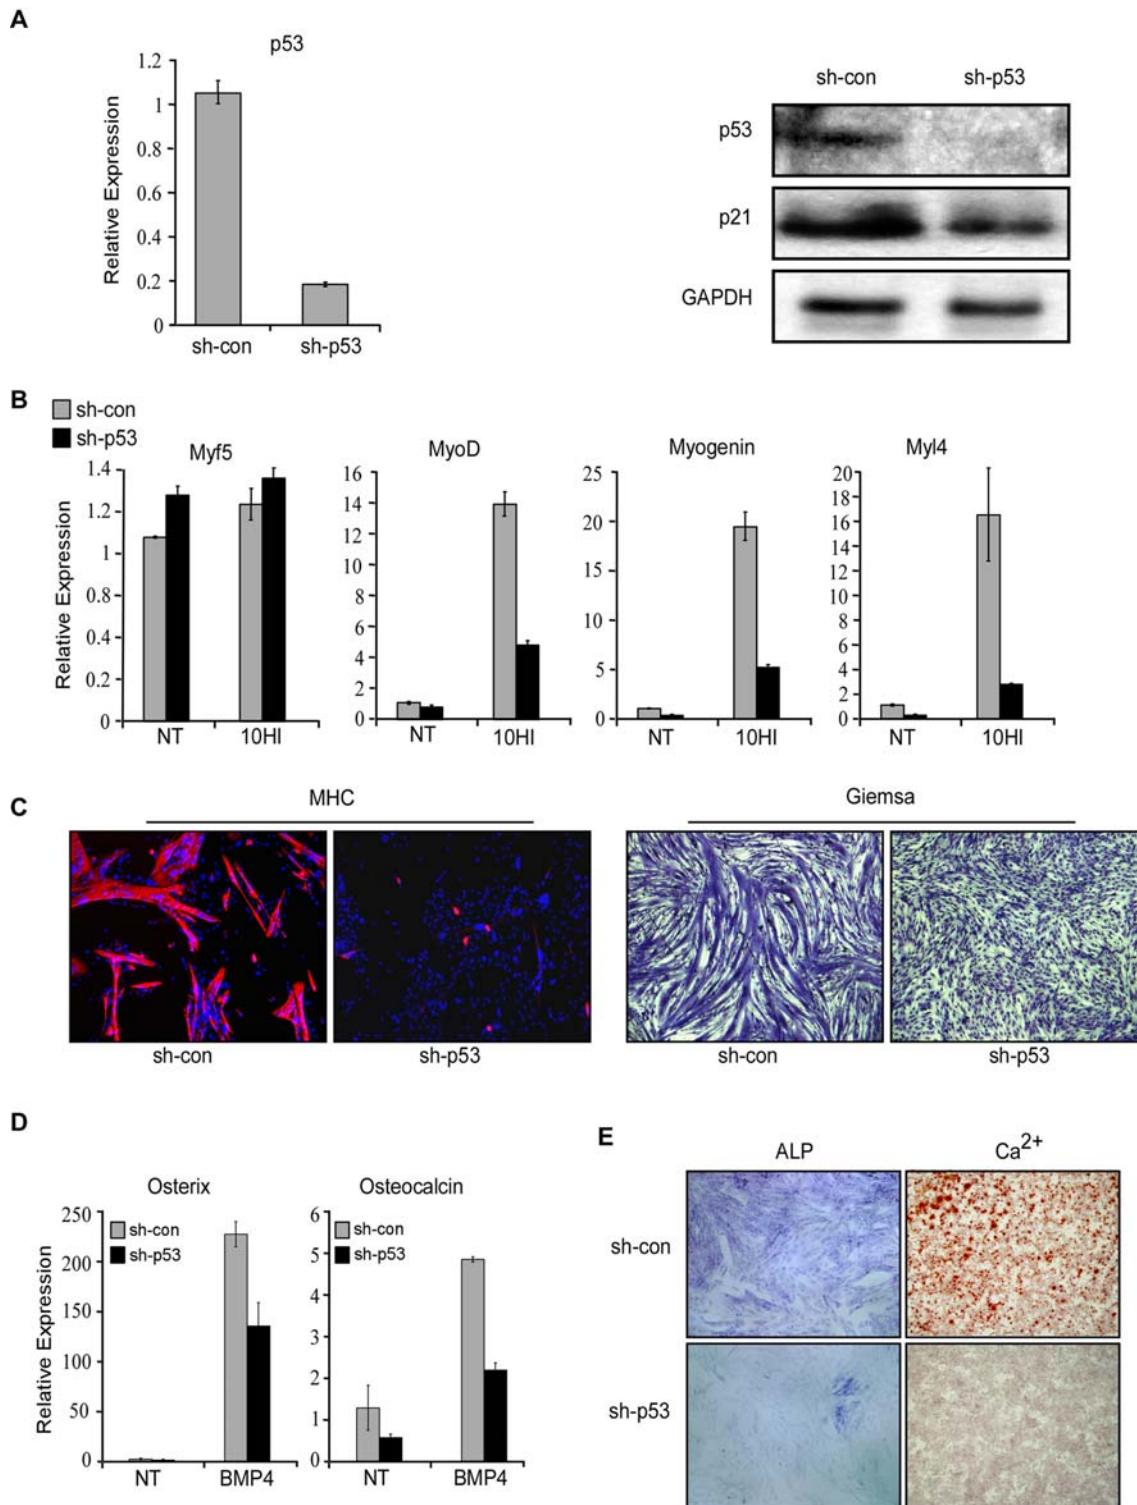 A
p53
Relative Expression
1.2
1
0.8
0.6
0.4
0.2
0
sh-con
sh-p53
sh-con
sh-p53
p53
p21
GAPDH
B
sh-con
sh-p53
Myf5
Relative Expression
1.4
1.2
1
1.2
0.4
0.2
0
NT
10HI
MyoD
16
14
12
10
8
6
4
2
0
NT
10HI
Myogenin
25
20
15
10
5
0
NT
10HI
Myl4
20
18
16
14
12
10
8
6
4
2
0
NT
10HI
C
MHC
Giemsa
sh-con
sh-p53
sh-con
sh-p53
D
Osterix
Relative Expression
250
200
150
100
50
0
sh-con
sh-p53
NT
BMP4
Osteocalcin
6
5
4
3
2
1
0
sh-con
sh-p53
NT
BMP4
E
ALP
Ca2+
sh-con
sh-p53